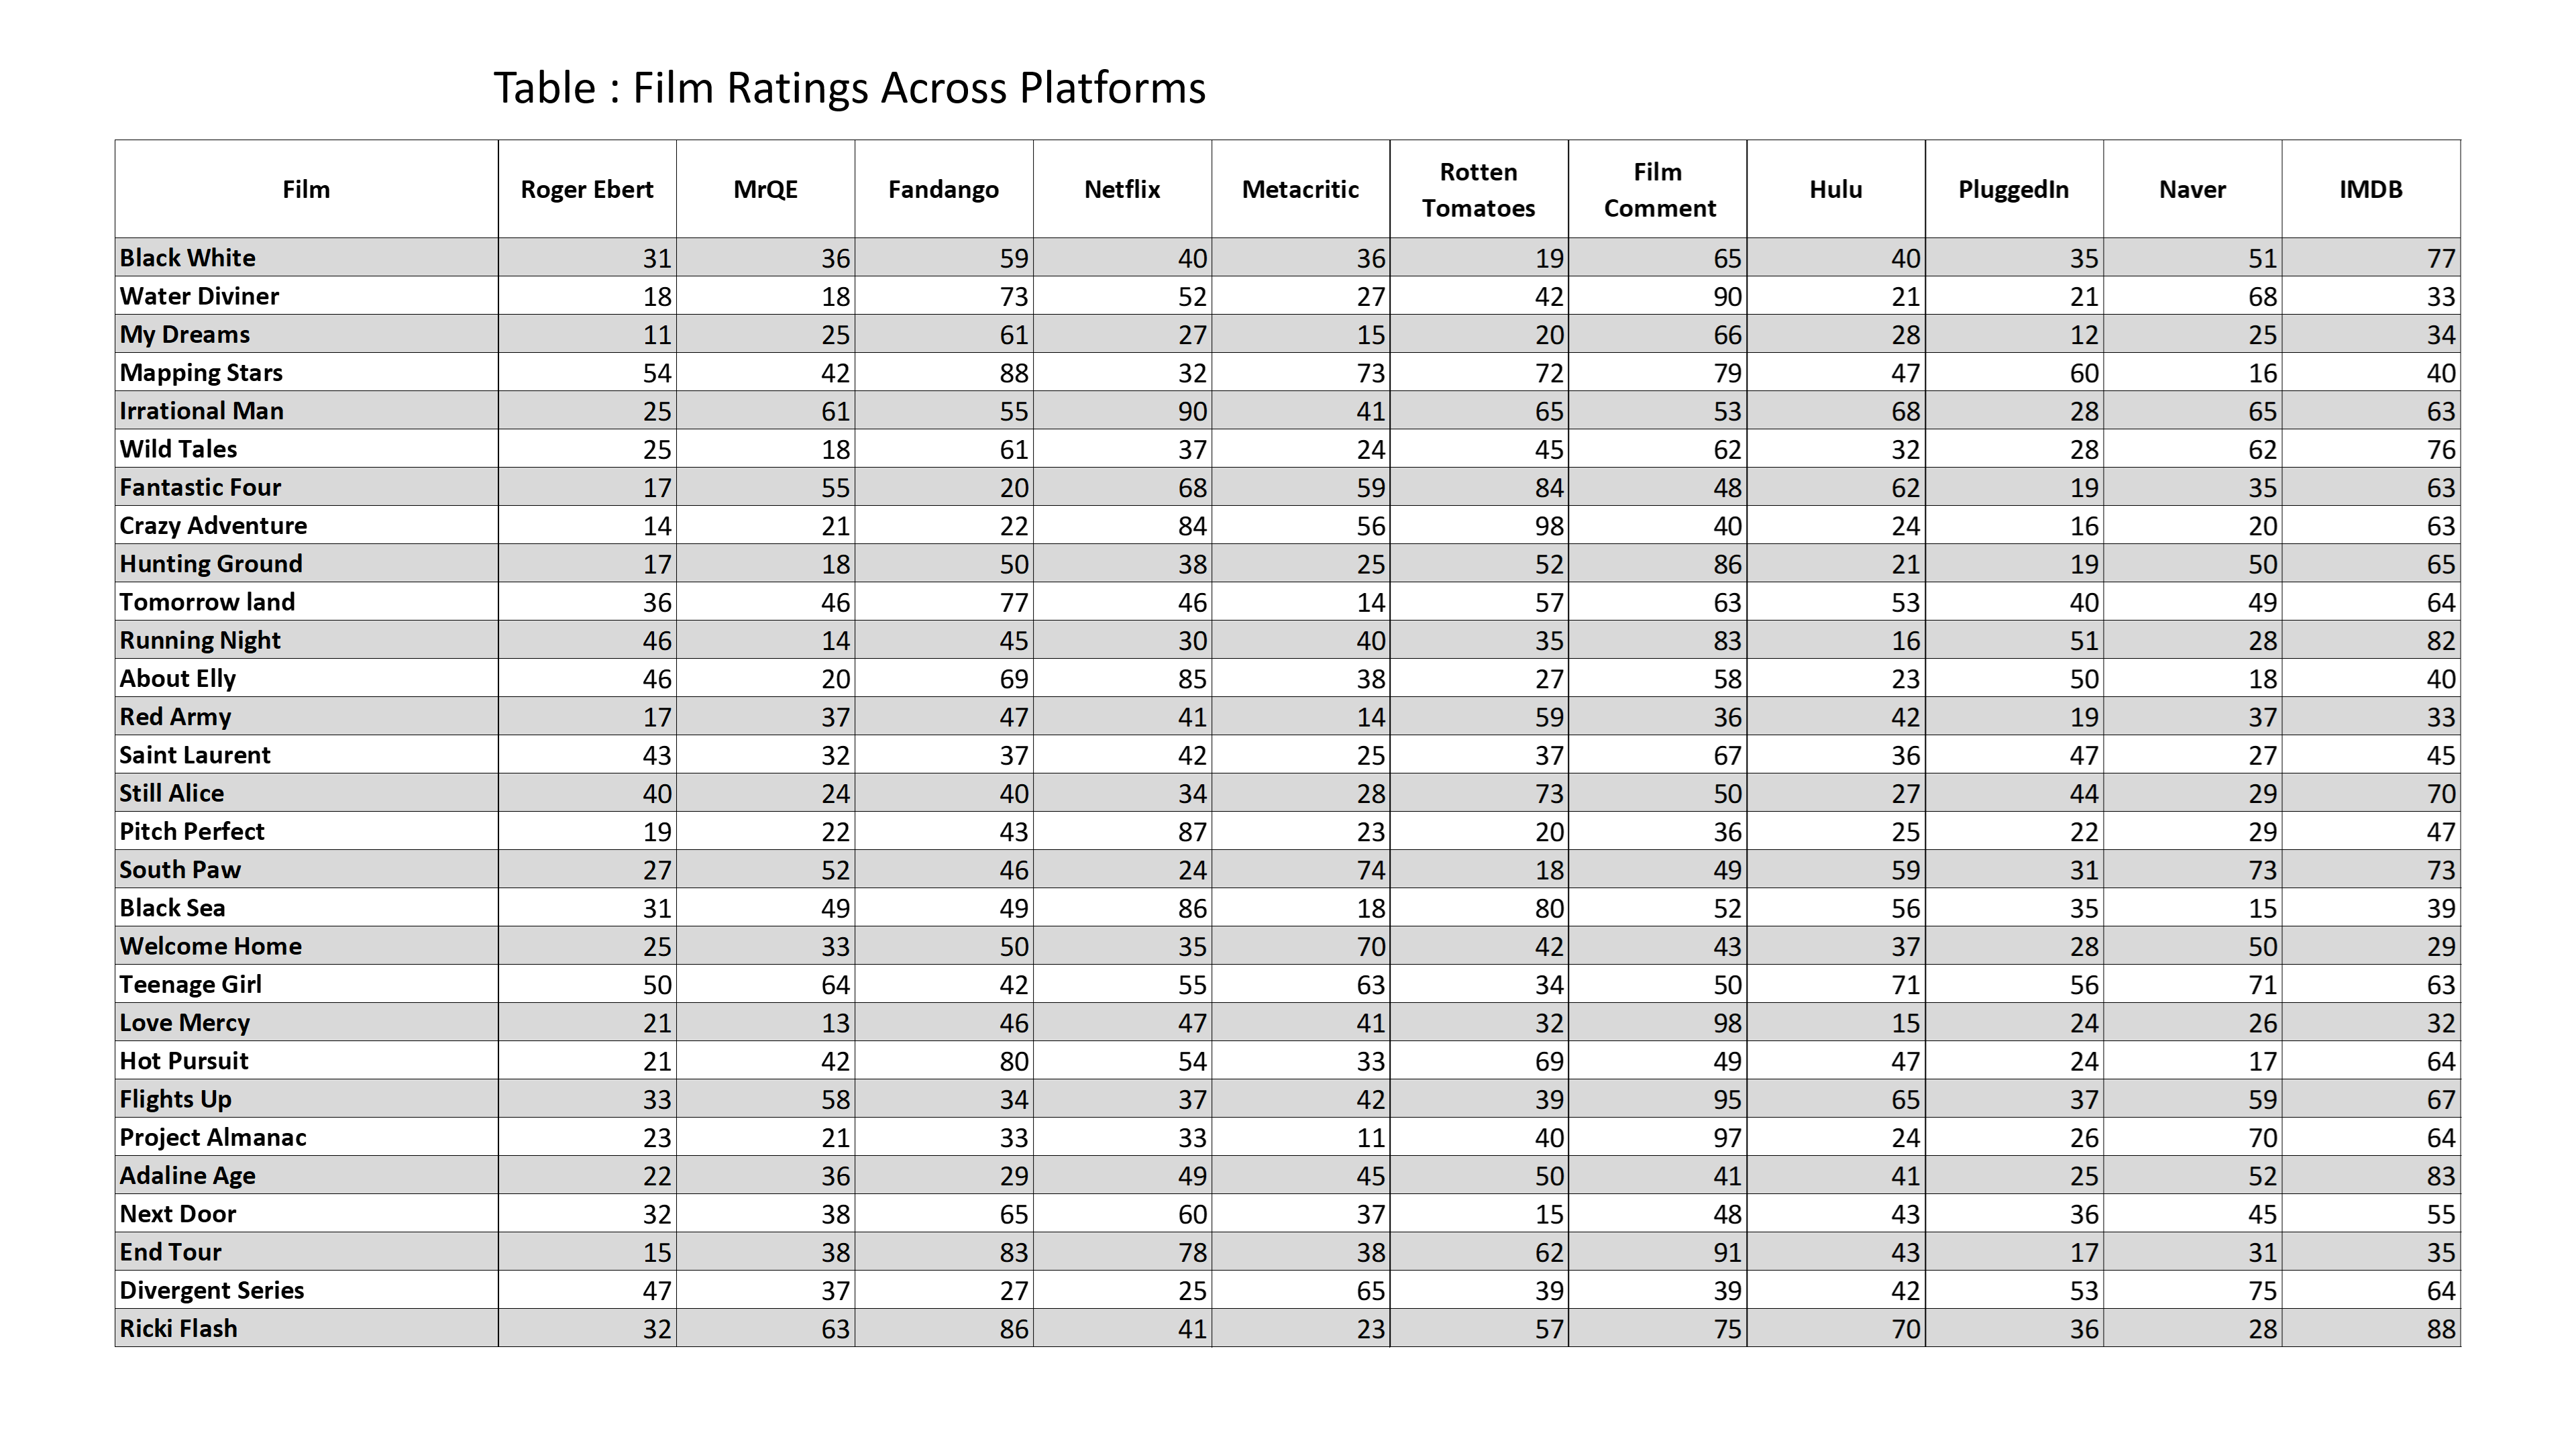 Table : Film Ratings Across Platforms
Film Roger Ebert MrQE Fandango Netflix Metacritic Rotten Tomatoes Film Comment Hulu PluggedIn Naver IMDB
Black White 31 36 59 40 36 19 65 40 35 51 77
Water Diviner 18 18 73 52 27 42 90 21 21 68 33
My Dreams 11 25 61 27 15 20 66 28 12 25 34
Mapping Stars 54 42 88 32 73 72 79 47 60 16 40
Irrational Man 25 61 55 90 41 65 53 68 28 65 63
Wild Tales 25 18 61 37 24 45 62 32 28 62 76
Fantastic Four 17 55 20 68 59 84 48 62 19 35 63
Crazy Adventure 14 21 22 84 56 98 40 24 16 20 63
Hunting Ground 17 18 50 38 25 52 86 21 19 50 65
Tomorrow land 36 46 77 46 14 57 63 53 40 49 64
Running Night 46 14 45 30 40 35 83 16 51 28 82
About Elly 46 20 69 85 38 27 58 23 50 18 40
Red Army 17 37 47 41 14 59 36 42 19 37 33
Saint Laurent 43 32 37 42 25 37 67 36 47 27 45
Still Alice 40 24 40 34 28 73 50 27 44 29 70
Pitch Perfect 19 22 43 87 23 20 36 25 22 29 47
South Paw 27 52 46 24 74 18 49 59 31 73 73
Black Sea 31 49 49 86 18 80 52 56 35 15 39
Welcome Home 25 33 50 35 70 42 43 37 28 50 29
Teenage Girl 50 64 42 55 63 34 50 71 56 71 63
Love Mercy 21 13 46 47 41 32 98 15 24 26 32
Hot Pursuit 21 42 80 54 33 69 49 47 24 17 64
Flights Up 33 58 34 37 42 39 95 65 37 59 67
Project Almanac 23 21 33 33 11 40 97 24 26 70 64
Adaline Age 22 36 29 49 45 50 41 41 25 52 83
Next Door 32 38 65 60 37 15 48 43 36 45 55
End Tour 15 38 83 78 38 62 91 43 17 31 35
Divergent Series 47 37 27 25 65 39 39 42 53 75 64
Ricki Flash 32 63 86 41 23 57 75 70 36 28 88